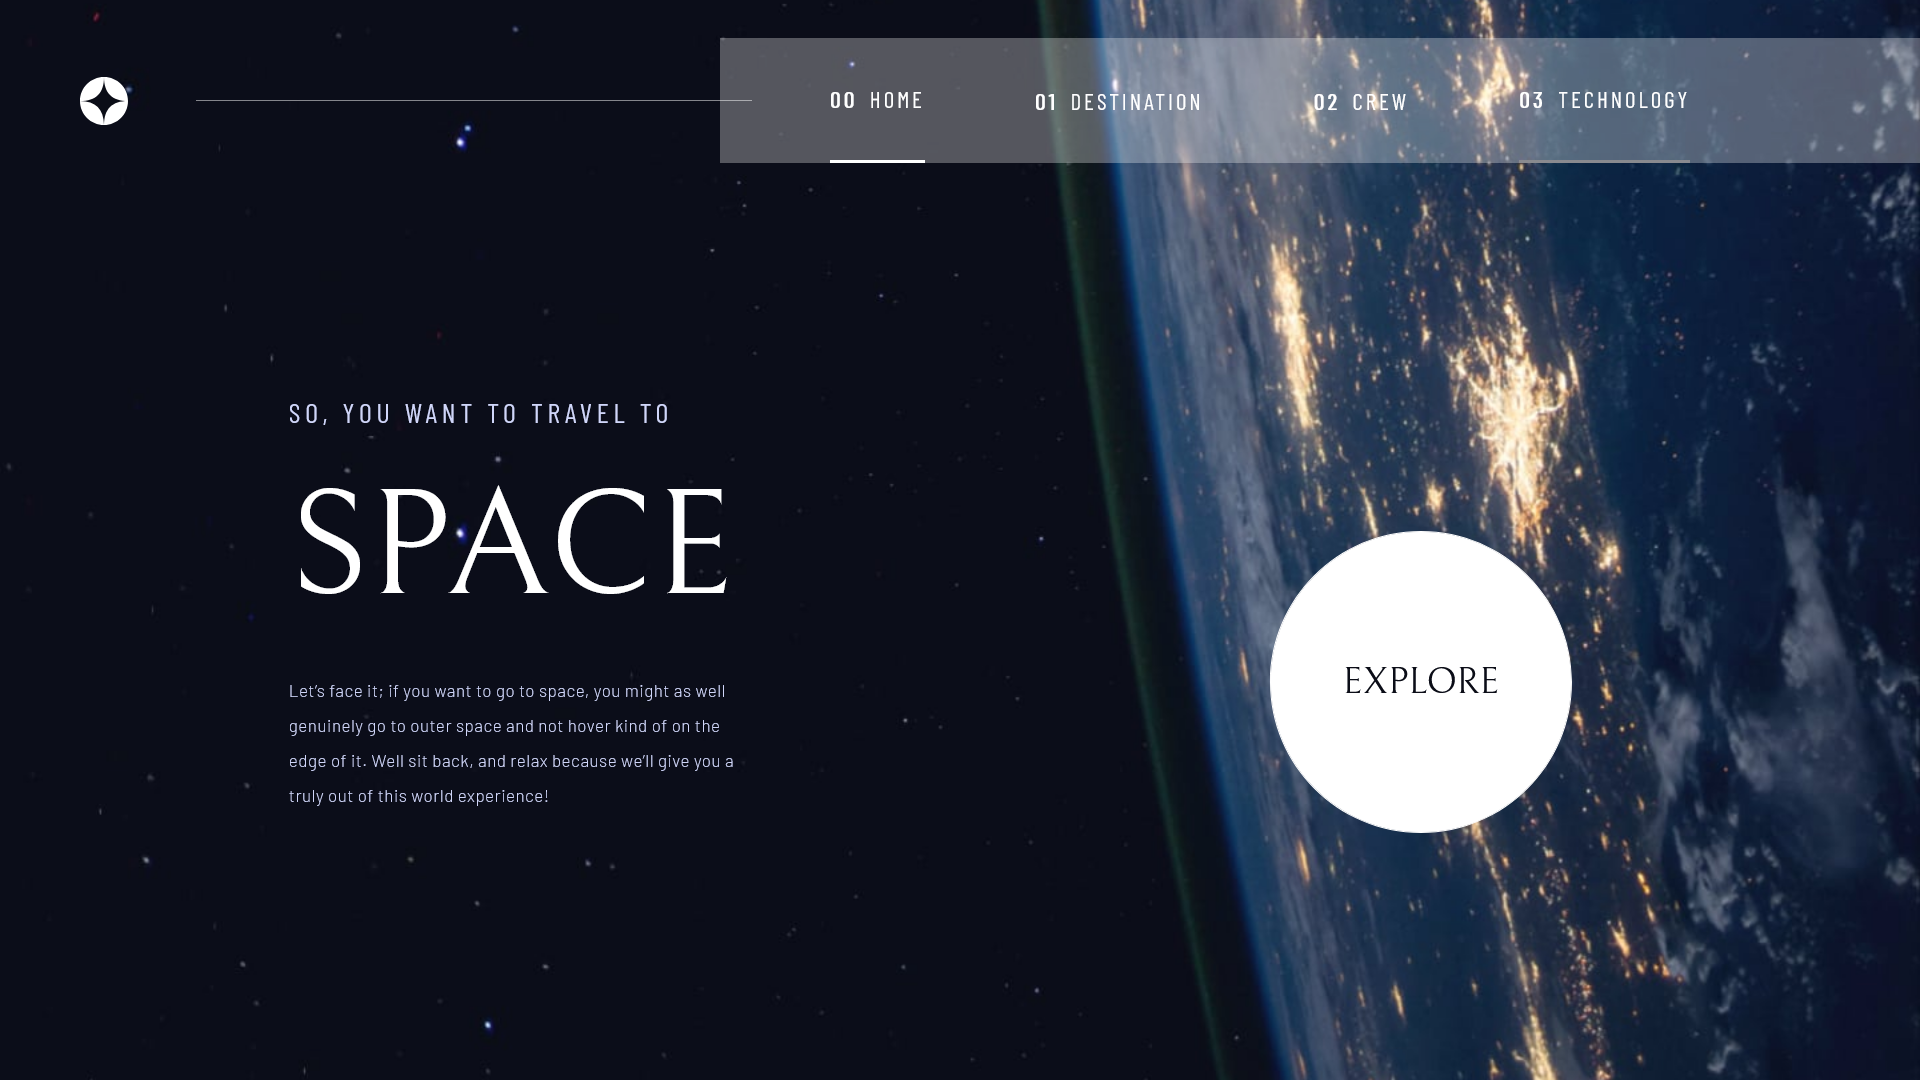 00 HOME
01 DESTINATION
02 CREW
03 TECHNOLOGY
SO, YOU WANT TO TRAVEL TO
SPACE
Let’s face it; if you want to go to space, you might as well
genuinely go to outer space and not hover kind of on the
edge of it. Well sit back, and relax because we’ll give you a
truly out of this world experience!
EXPLORE